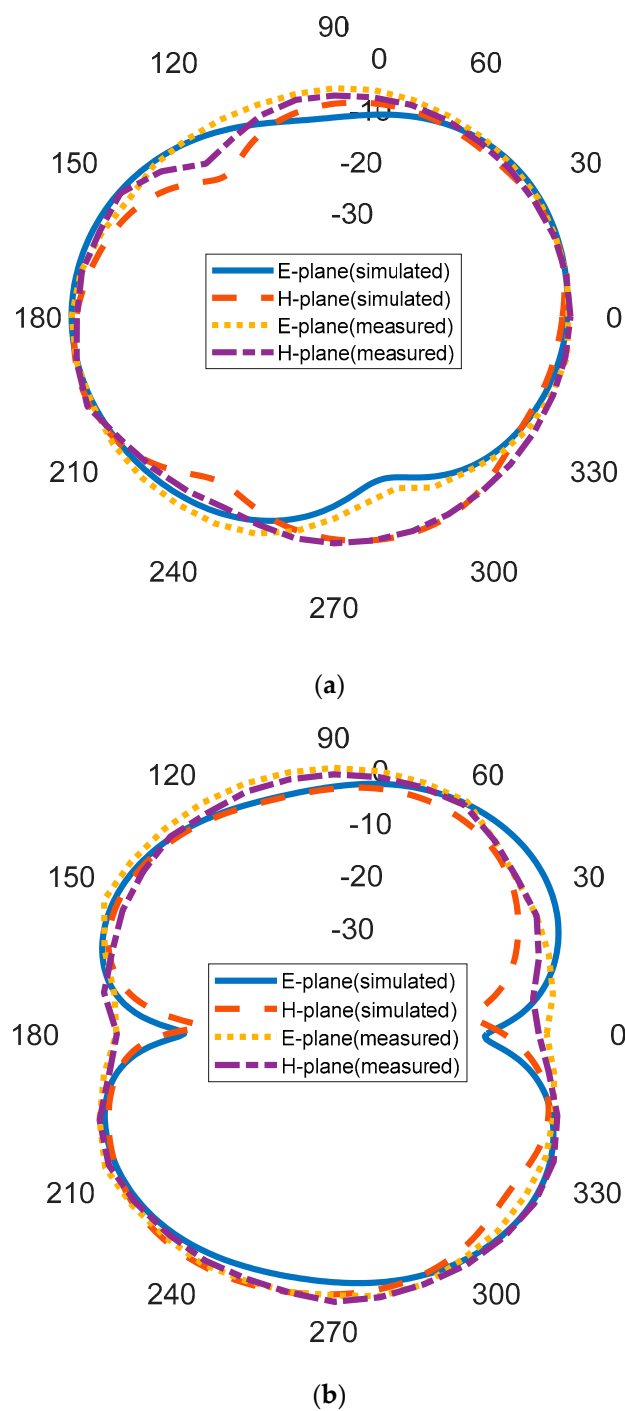 90
120 0 60
-10
150 -20 30
-30
E-plane(simulated)
H-plane(simulated)
180 0
E-plane(measured)
H-plane(measured)
210 330
240 300
270
(a)
90
120 0 60
-10
150 -20 30
-30
E-plane(simulated)
H-plane(simulated)
180 0
E-plane(measured)
H-plane(measured)
210 330
240 300
270
(b)